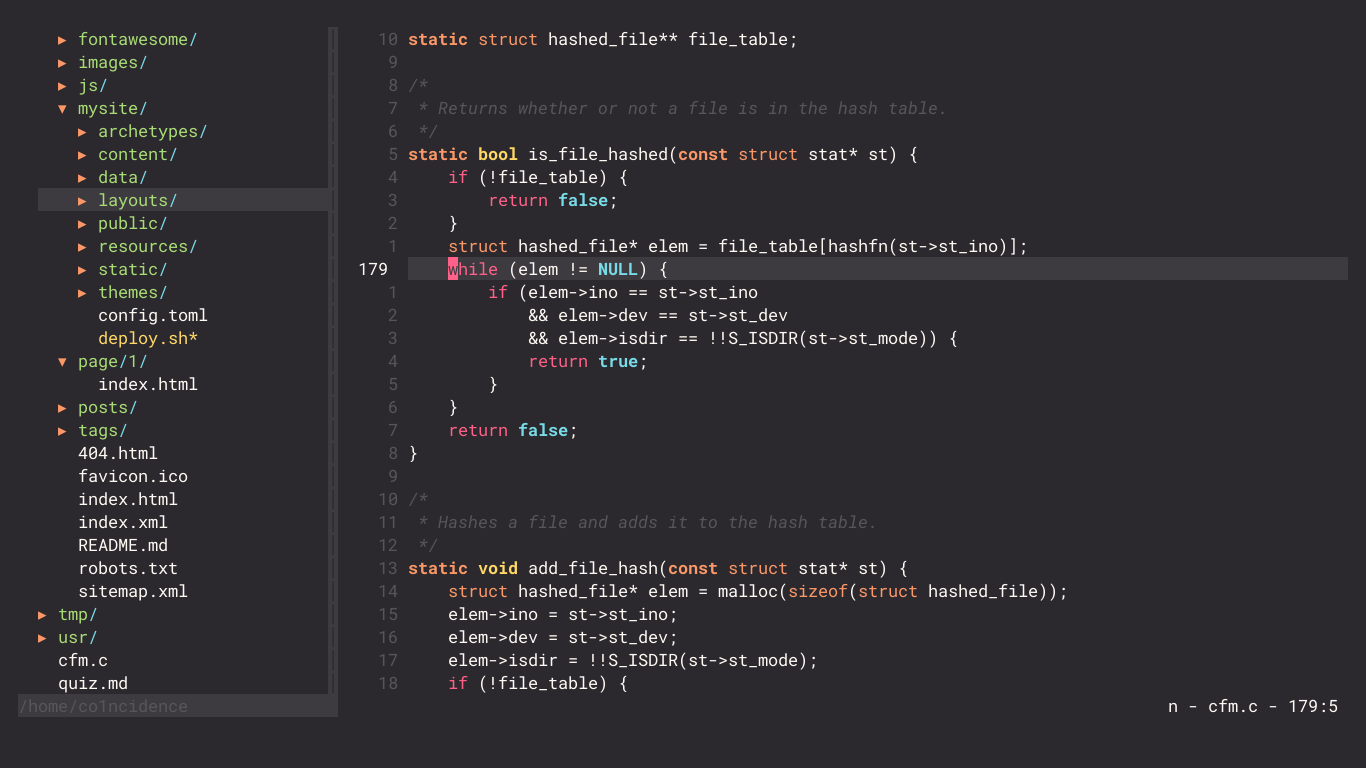 ▸ fontawesome/
▸ images/
▸ js/
▾ mysite/
▸ archetypes/
▸ content/
▸ data/
▸ layouts/
▸ public/
▸ resources/
▸ static/
▸ themes/
config.toml
deploy.sh*
▾ page/1/
index.html
▸ posts/
▸ tags/
404.html
favicon.ico
index.html
index.xml
README.md
robots.txt
sitemap.xml
▸ tmp/
▸ usr/
cfm.c
quiz.md
/home/co1ncidence
10 static struct hashed_file** file_table;
9
8 /*
7  * Returns whether or not a file is in the hash table.
6  */
5 static bool is_file_hashed(const struct stat* st) {
4     if (!file_table) {
3         return false;
2     }
1     struct hashed_file* elem = file_table[hashfn(st->st_ino)];
179     while (elem != NULL) {
1         if (elem->ino == st->st_ino
2             && elem->dev == st->st_dev
3             && elem->isdir == !!S_ISDIR(st->st_mode)) {
4             return true;
5         }
6     }
7     return false;
8 }
9
10 /*
11  * Hashes a file and adds it to the hash table.
12  */
13 static void add_file_hash(const struct stat* st) {
14     struct hashed_file* elem = malloc(sizeof(struct hashed_file));
15     elem->ino = st->st_ino;
16     elem->dev = st->st_dev;
17     elem->isdir = !!S_ISDIR(st->st_mode);
18     if (!file_table) {
n - cfm.c - 179:5